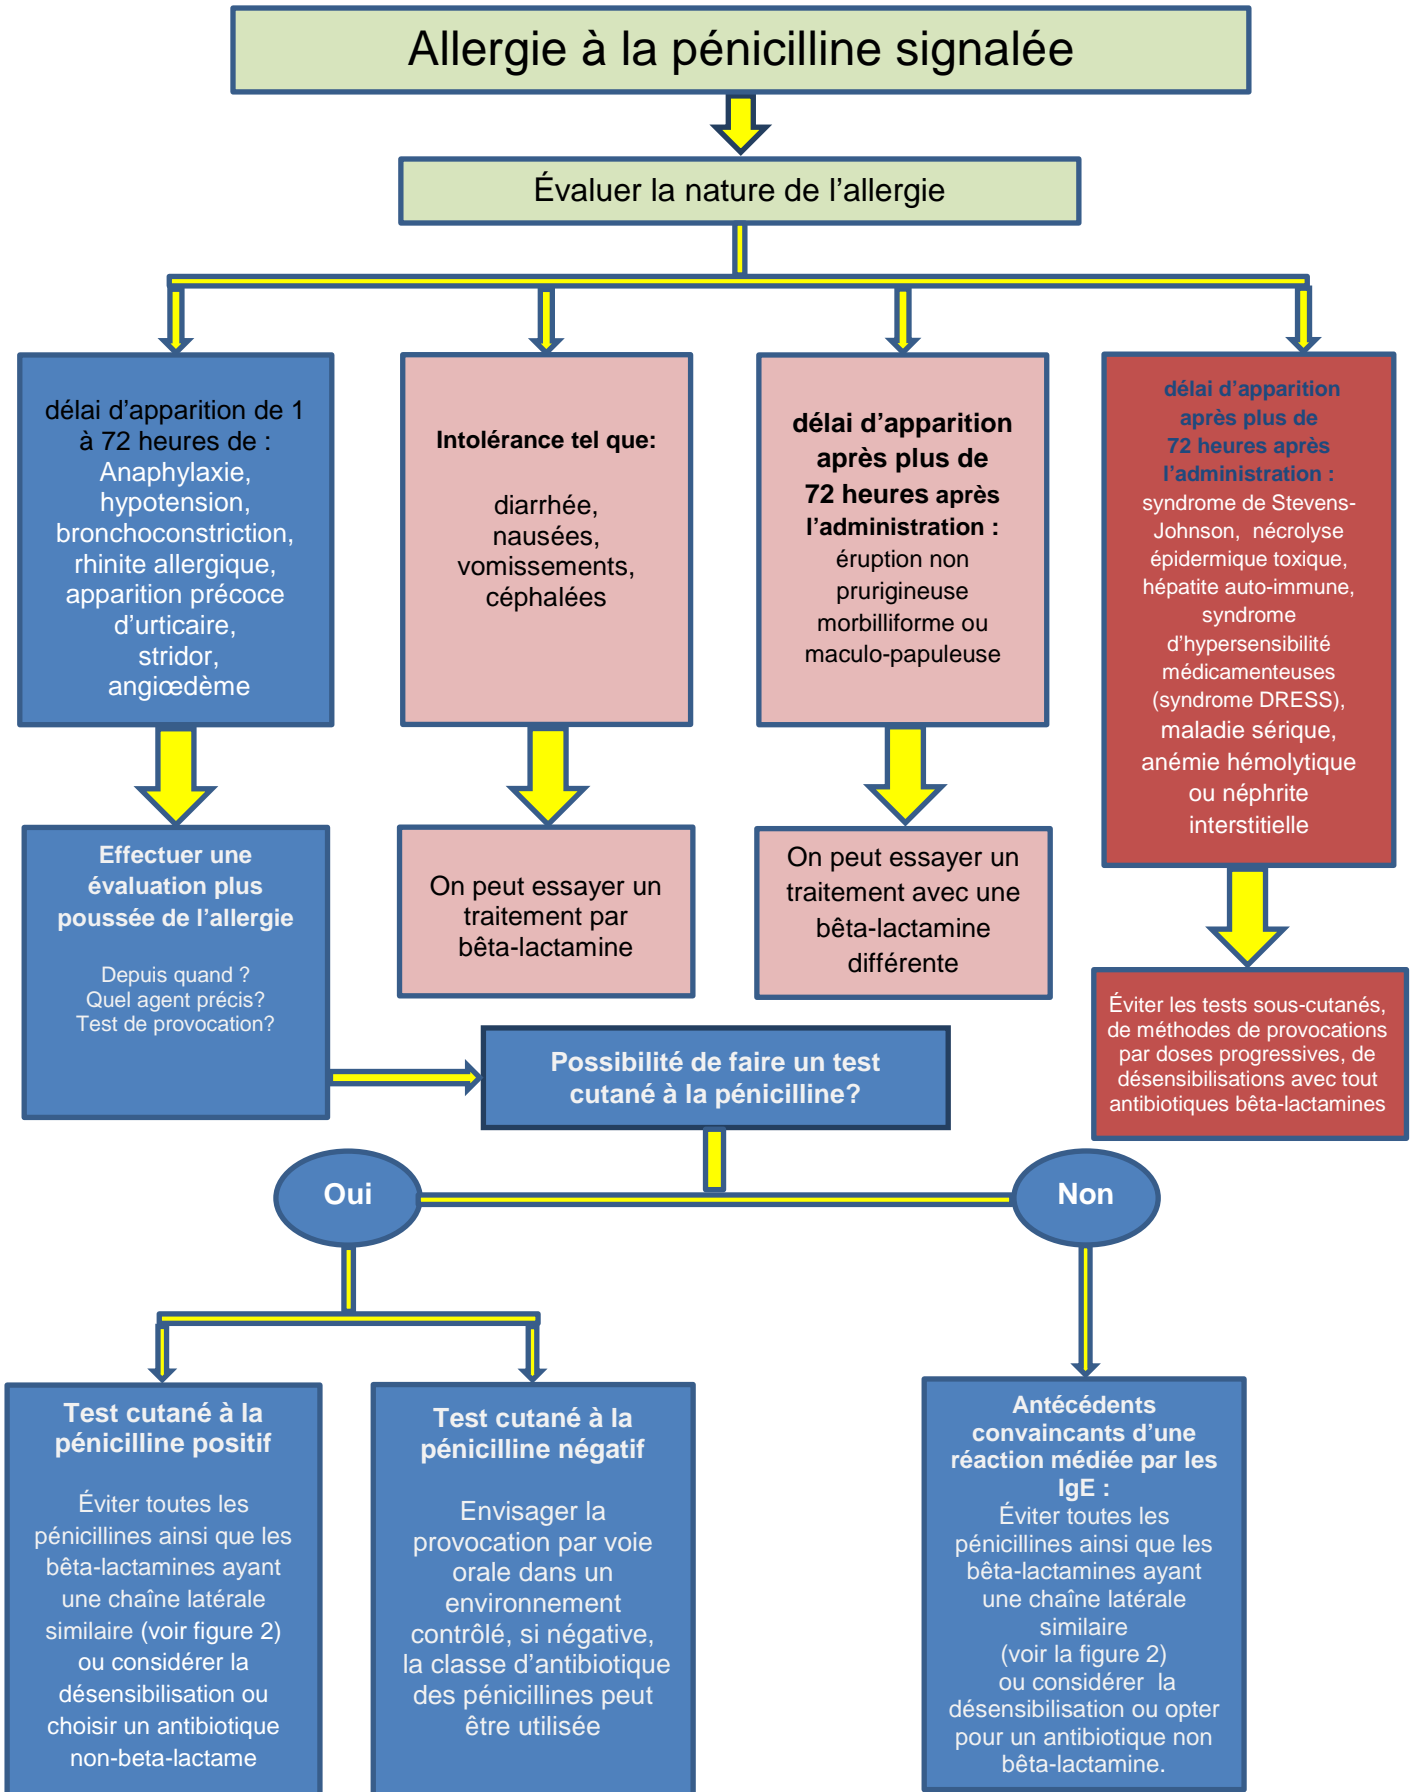 Allergie à la pénicilline signalée
Évaluer la nature de l’allergie
délai d’apparition de 1
à 72 heures de :
Anaphylaxie,
hypotension,
bronchoconstriction,
rhinite allergique,
apparition précoce
d’urticaire,
stridor,
angiœdème
Intolérance tel que:
diarrhée,
nausées,
vomissements,
céphalées
délai d’apparition
après plus de
72 heures après
l’administration :
éruption non
prurigineuse
morbilliforme ou
maculo-papuleuse
délai d’apparition
après plus de
72 heures après
l’administration :
syndrome de Stevens-
Johnson, nécrolyse
épidermique toxique,
hépatite auto-immune,
syndrome
d’hypersensibilité
médicamenteuses
(syndrome DRESS),
maladie sérique,
anémie hémolytique
ou néphrite
interstitielle
Effectuer une
évaluation plus
poussée de l’allergie
Depuis quand ?
Quel agent précis?
Test de provocation?
On peut essayer un
traitement par
bêta-lactamine
On peut essayer un
traitement avec une
bêta-lactamine
différente
Éviter les tests sous-cutanés,
de méthodes de provocations
par doses progressives, de
désensibilisations avec tout
antibiotiques bêta-lactamines
Possibilité de faire un test
cutané à la pénicilline?
Oui
Non
Test cutané à la
pénicilline positif
Éviter toutes les
pénicillines ainsi que les
bêta-lactamines ayant
une chaîne latérale
similaire (voir figure 2)
ou considérer la
désensibilisation ou
choisir un antibiotique
non-beta-lactame
Test cutané à la
pénicilline négatif
Envisager la
provocation par voie
orale dans un
environnement
contrôlé, si négative,
la classe d’antibiotique
des pénicillines peut
être utilisée
Antécédents
convaincants d’une
réaction médiée par les
IgE :
Éviter toutes les
pénicillines ainsi que les
bêta-lactamines ayant
une chaîne latérale
similaire
(voir la figure 2)
ou considérer la
désensibilisation ou opter
pour un antibiotique non
bêta-lactamine.